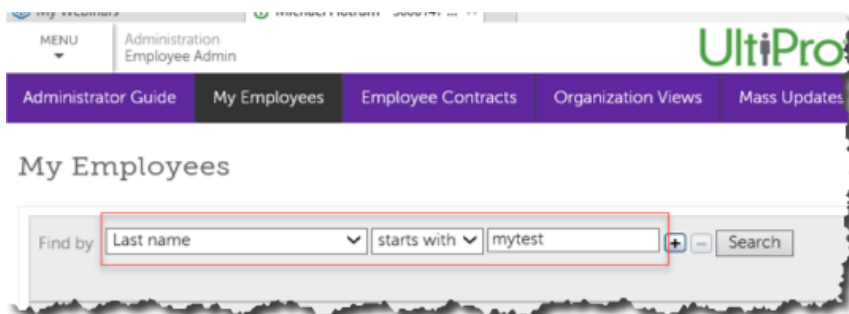 My Webinars
MENU
Administration
Employee Admin
UltiPro
Administrator Guide My Employees Employee Contracts Organization Views Mass Updates
My Employees
Find by Last name starts with mytest + − Search